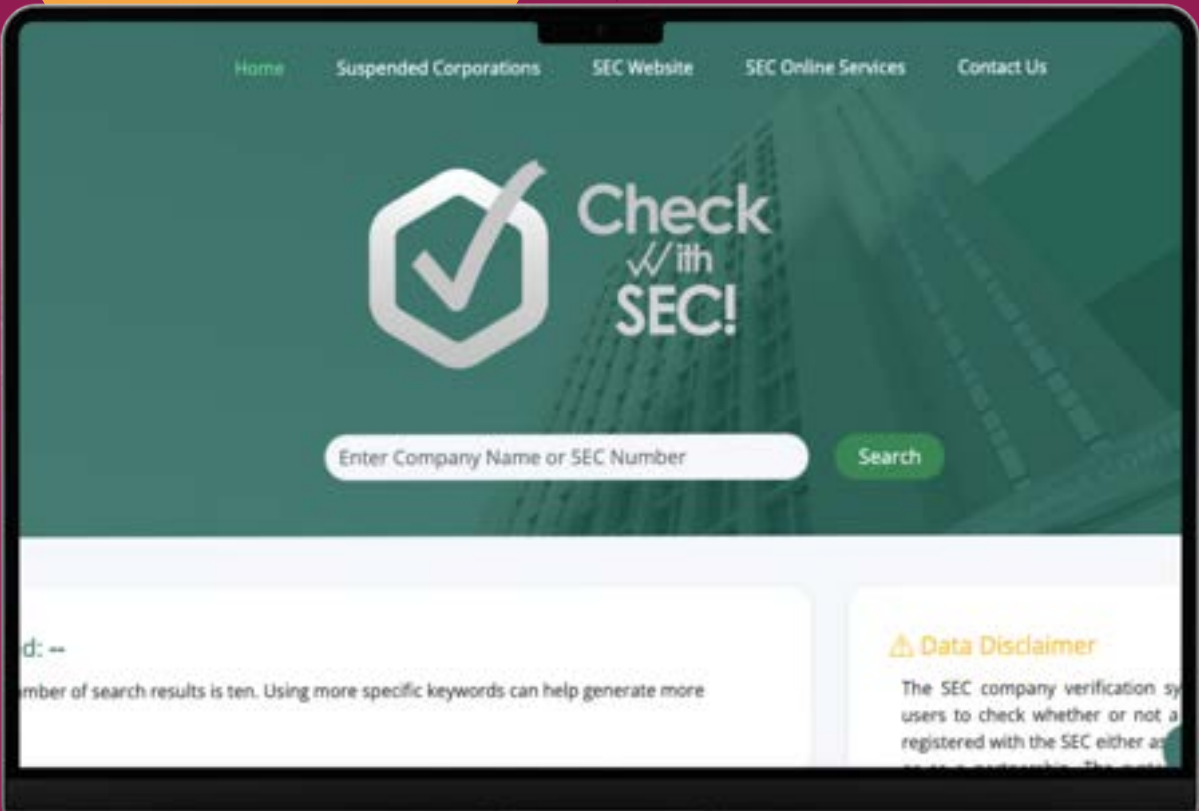 Home Suspended Corporations SEC Website SEC Online Services Contact Us
Check
With
SEC!
Enter Company Name or SEC Number Search
d: --
mber of search results is ten. Using more specific keywords can help generate more
⚠ Data Disclaimer
The SEC company verification sy
users to check whether or not a
registered with the SEC either as